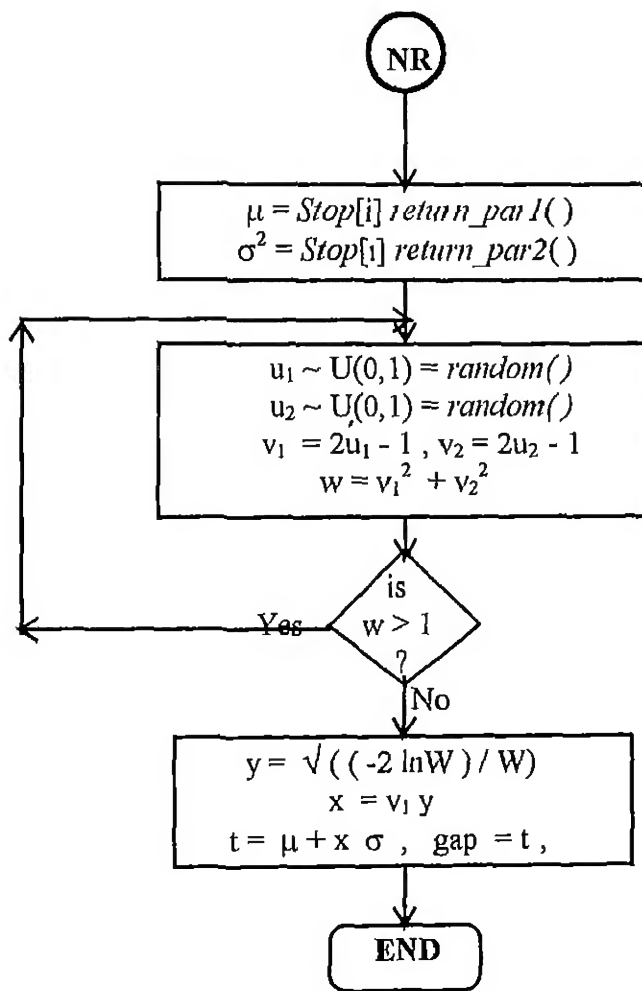 NR
μ = Stop[i] return_par1()
σ² = Stop[i] return_par2()
u₁ ~ U(0,1) = random()
u₂ ~ U(0,1) = random()
v₁ = 2u₁ - 1 , v₂ = 2u₂ - 1
w = v₁² + v₂²
is
w > 1
?
Yes
No
y = √ ( ( -2 lnW ) / W)
x = v₁ y
t = μ + x σ , gap = t ,
END